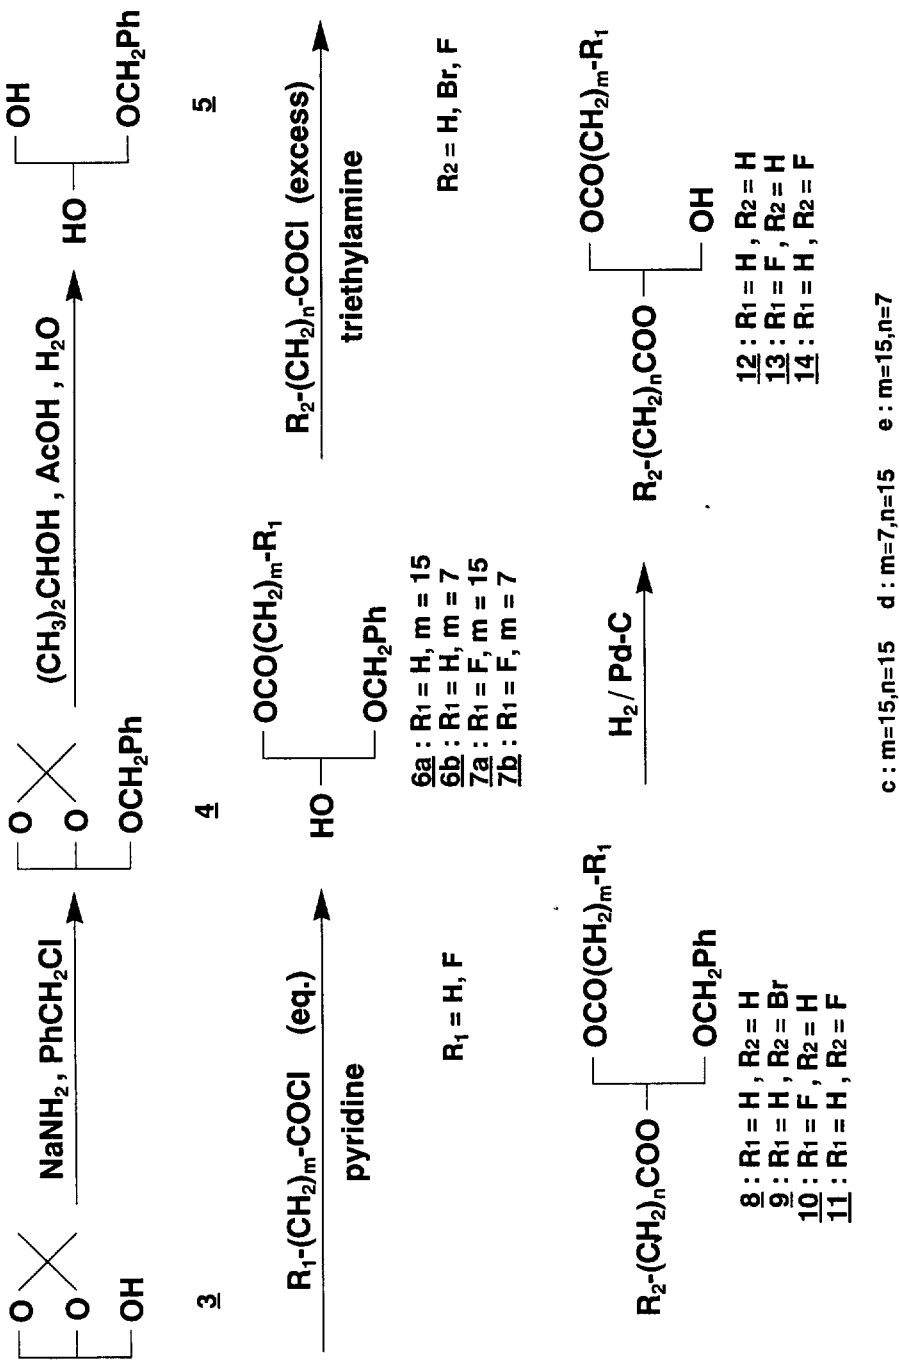 O
O
OH
3
NaNH2, PhCH2Cl
O
O
OCH2Ph
4
(CH3)2CHOH , AcOH , H2O
OH
HO
OCH2Ph
5
R1-(CH2)m-COCl (eq.)
pyridine
R1 = H, F
OCO(CH2)m-R1
HO
OCH2Ph
6a : R1 = H, m = 15
6b : R1 = H, m = 7
7a : R1 = F, m = 15
7b : R1 = F, m = 7
R2-(CH2)n-COCl (excess)
triethylamine
R2 = H, Br, F
OCO(CH2)m-R1
R2-(CH2)nCOO
OCH2Ph
8 : R1 = H , R2 = H
9 : R1 = H , R2 = Br
10 : R1 = F , R2 = H
11 : R1 = H , R2 = F
H2 / Pd-C
OCO(CH2)m-R1
R2-(CH2)nCOO
OH
12 : R1 = H , R2 = H
13 : R1 = F , R2 = H
14 : R1 = H , R2 = F
c : m=15,n=15 d : m=7,n=15 e : m=15,n=7